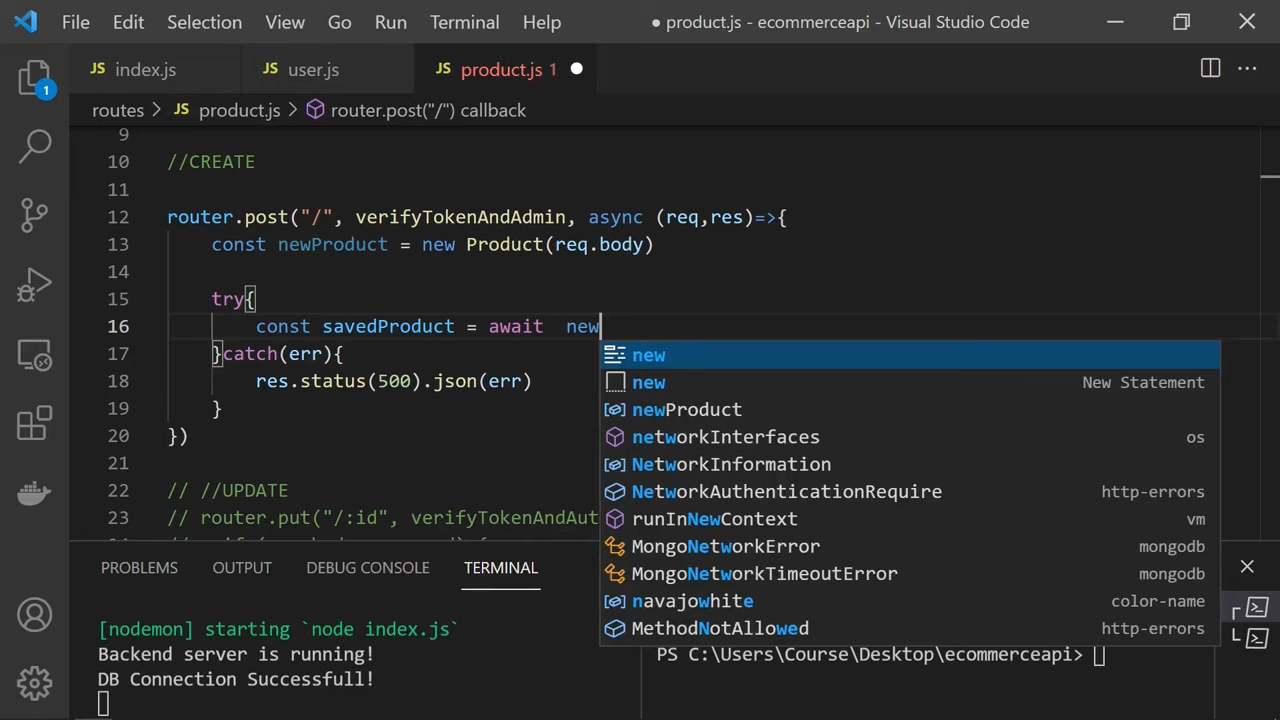 File Edit Selection View Go Run Terminal Help ● product.js - ecommerceapi - Visual Studio Code
JS index.js JS user.js JS product.js 1
routes > JS product.js > router.post("/") callback
9
10 //CREATE
11
12 router.post("/", verifyTokenAndAdmin, async (req,res)=>{
13 const newProduct = new Product(req.body)
14
15 try{
16 const savedProduct = await  new
17 }catch(err){
18 res.status(500).json(err)
19 }
20 })
21
22 // //UPDATE
23 // router.put("/:id", verifyTokenAndAut
new
new New Statement
newProduct
networkInterfaces os
NetworkInformation
NetworkAuthenticationRequire http-errors
runInNewContext vm
MongoNetworkError mongodb
MongoNetworkTimeoutError mongodb
navajowhite color-name
MethodNotAllowed http-errors
1
PROBLEMS OUTPUT DEBUG CONSOLE TERMINAL
[nodemon] starting `node index.js`
Backend server is running!
DB Connection Successfull!
PS C:\Users\Course\Desktop\ecommerceapi>